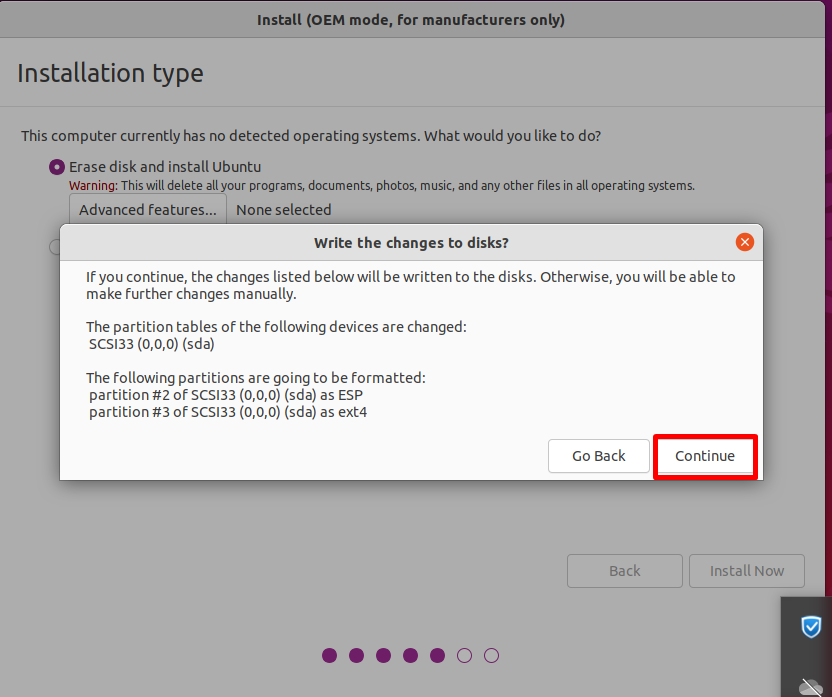 Install (OEM mode, for manufacturers only)
Installation type
This computer currently has no detected operating systems. What would you like to do?
Erase disk and install Ubuntu
Warning: This will delete all your programs, documents, photos, music, and any other files in all operating systems.
Advanced features... None selected
Write the changes to disks?
If you continue, the changes listed below will be written to the disks. Otherwise, you will be able to
make further changes manually.
The partition tables of the following devices are changed:
SCSI33 (0,0,0) (sda)
The following partitions are going to be formatted:
partition #2 of SCSI33 (0,0,0) (sda) as ESP
partition #3 of SCSI33 (0,0,0) (sda) as ext4
Go Back Continue
Back Install Now